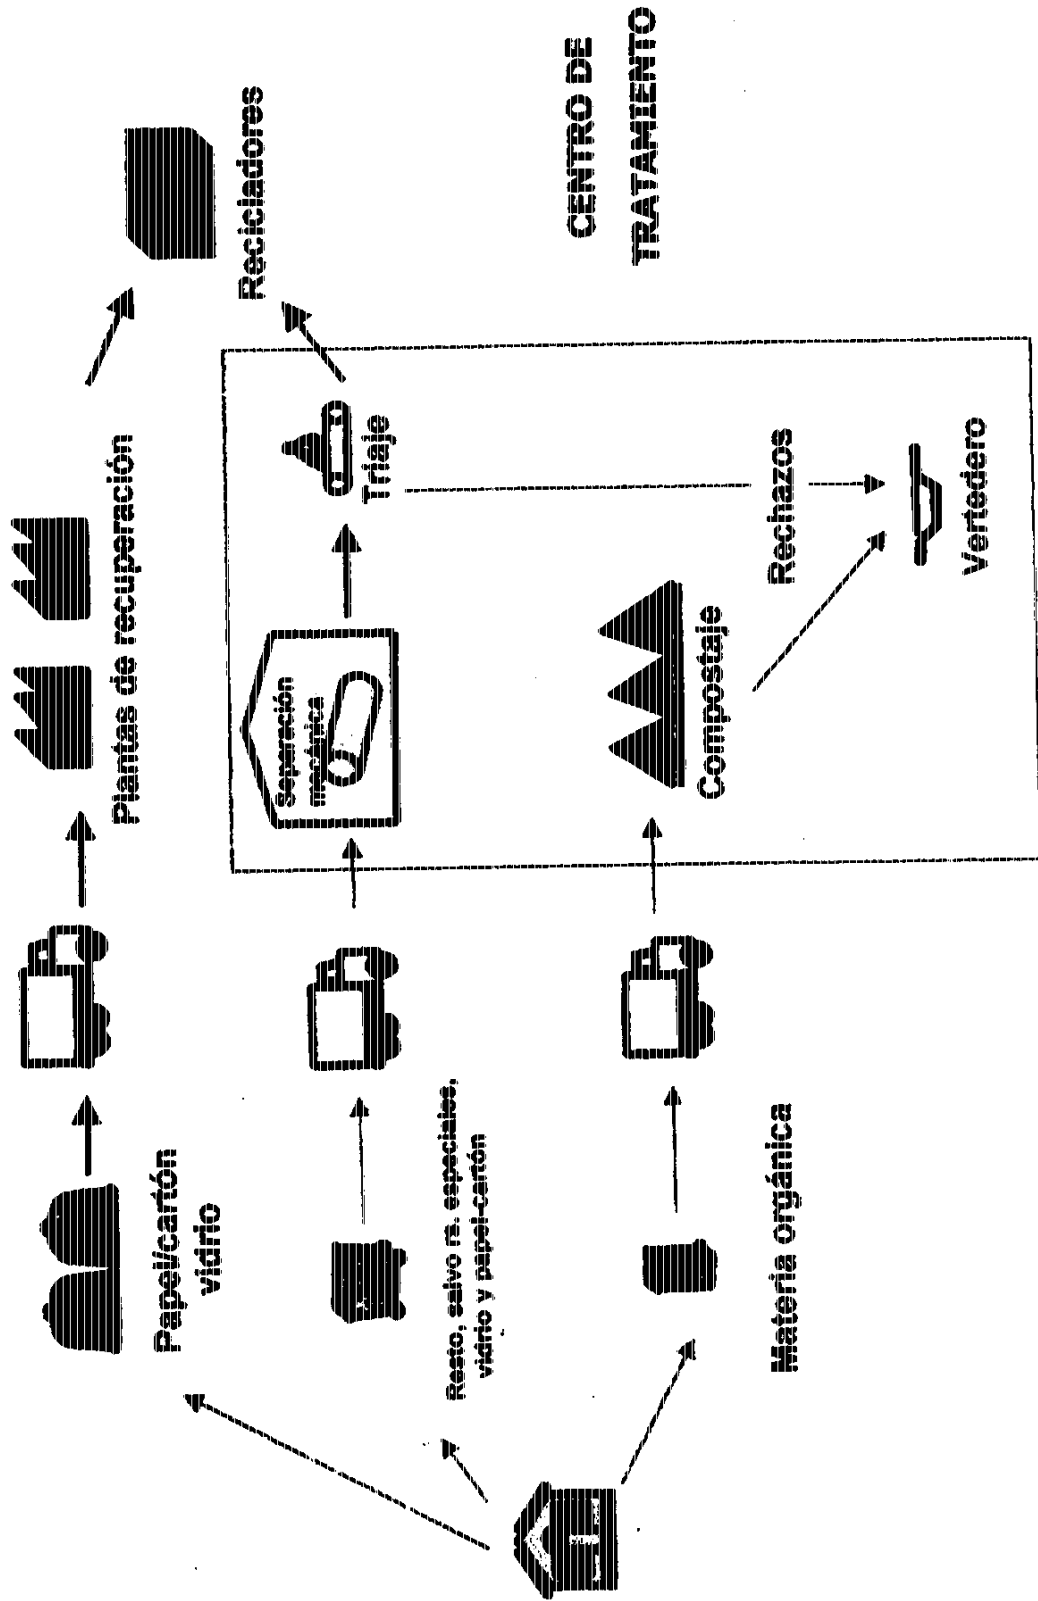 Papel/cartón
vidrio
Plantas de recuperación
Recicladores
Resto, salvo rs. especiales,
vidrio y papel-cartón
Separación
mecánica
Triaje
Materia orgánica
Compostaje
Rechazos
Vertedero
CENTRO DE
TRATAMIENTO